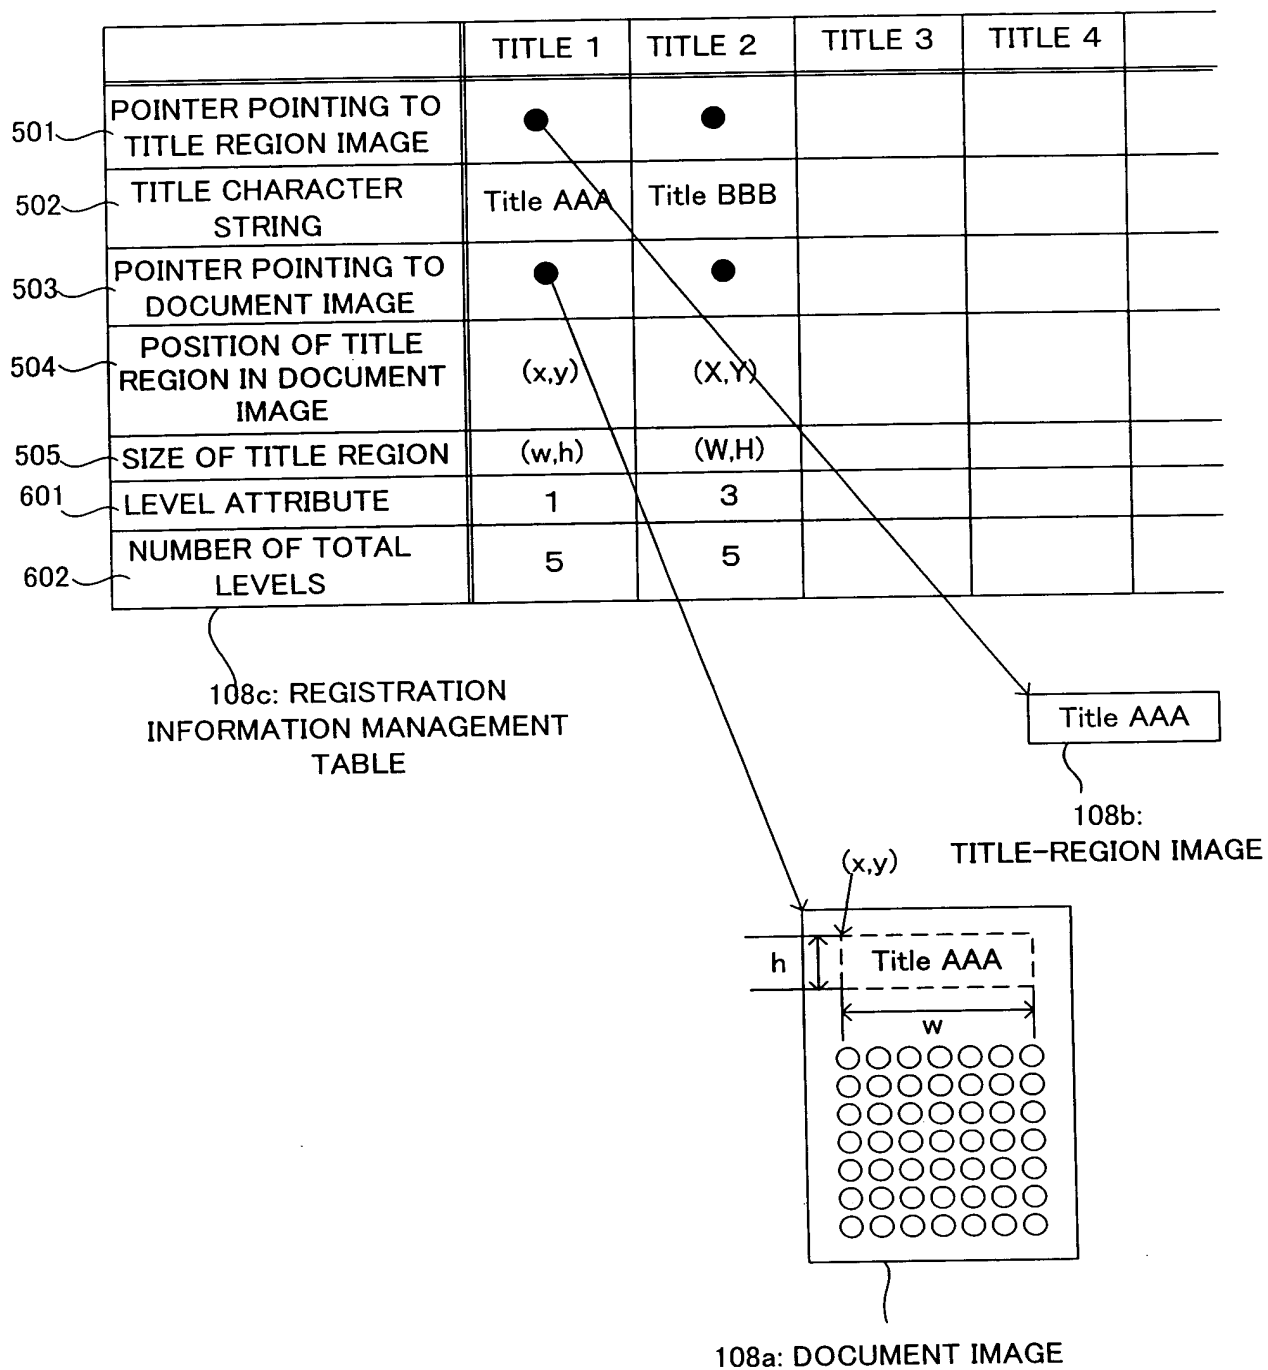 TITLE 1 TITLE 2 TITLE 3 TITLE 4
501 POINTER POINTING TO
TITLE REGION IMAGE
502 TITLE CHARACTER
STRING
Title AAA Title BBB
503 POINTER POINTING TO
DOCUMENT IMAGE
504 POSITION OF TITLE
REGION IN DOCUMENT
IMAGE
(x,y) (X,Y)
505 SIZE OF TITLE REGION (w,h) (W,H)
601 LEVEL ATTRIBUTE 1 3
602 NUMBER OF TOTAL
LEVELS
5 5
108c: REGISTRATION
INFORMATION MANAGEMENT
TABLE
Title AAA
108b:
TITLE-REGION IMAGE
(x,y)
h Title AAA
w
108a: DOCUMENT IMAGE